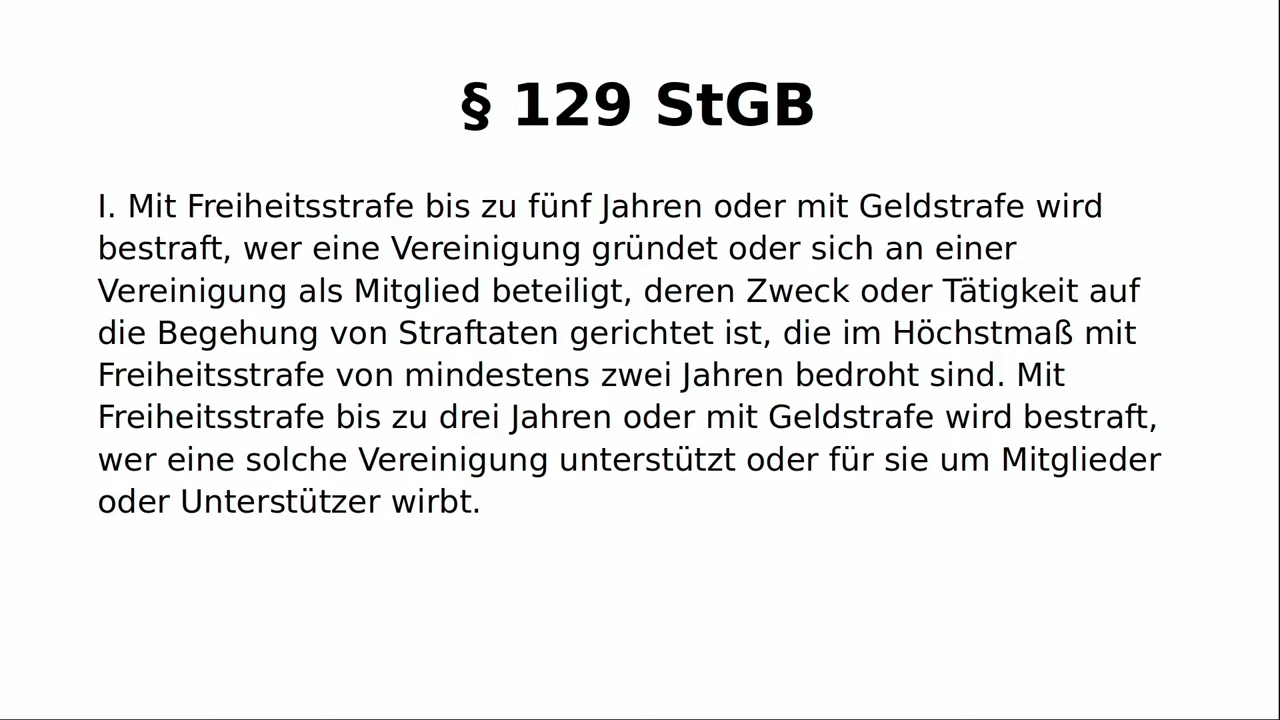 § 129 StGB
I. Mit Freiheitsstrafe bis zu fünf Jahren oder mit Geldstrafe wird
bestraft, wer eine Vereinigung gründet oder sich an einer
Vereinigung als Mitglied beteiligt, deren Zweck oder Tätigkeit auf
die Begehung von Straftaten gerichtet ist, die im Höchstmaß mit
Freiheitsstrafe von mindestens zwei Jahren bedroht sind. Mit
Freiheitsstrafe bis zu drei Jahren oder mit Geldstrafe wird bestraft,
wer eine solche Vereinigung unterstützt oder für sie um Mitglieder
oder Unterstützer wirbt.